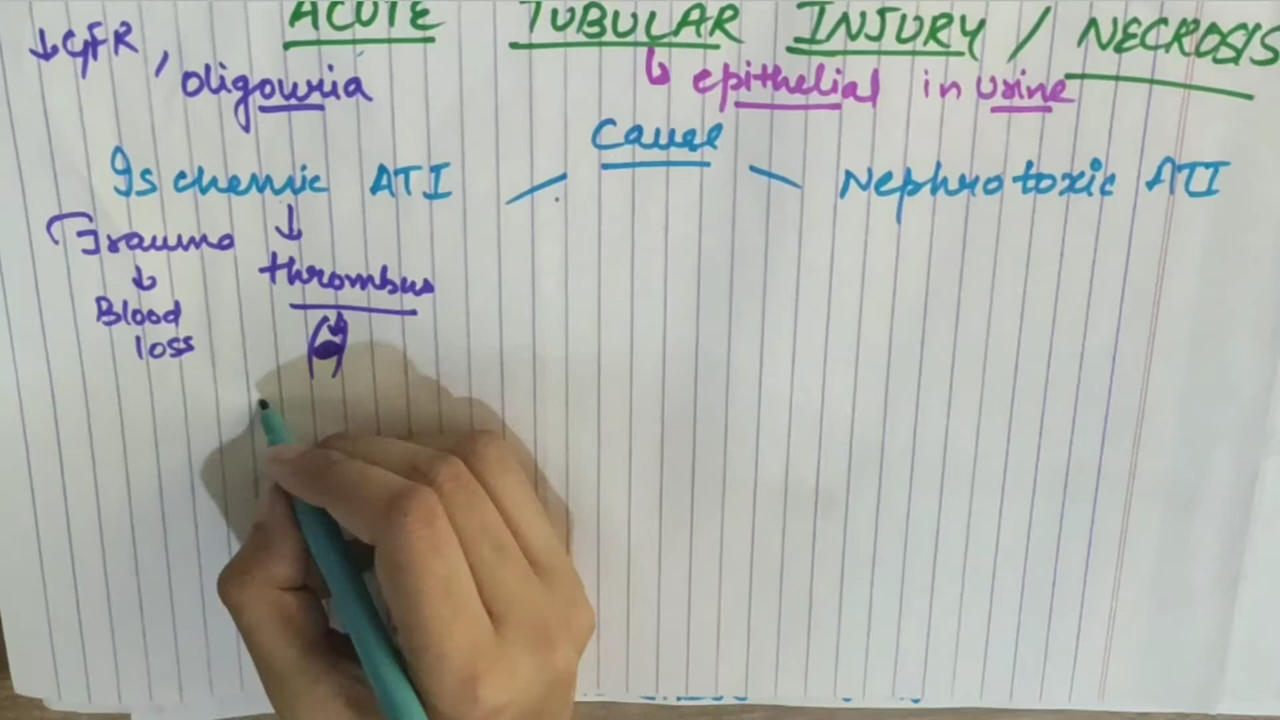 ACUTE TUBULAR INJURY / NECROSIS
↓GFR, oligouria
↳ epithelial in urine
Cause
Ischemic ATI
Nephrotoxic ATI
Trauma
↓
Blood
loss
↓
thrombus